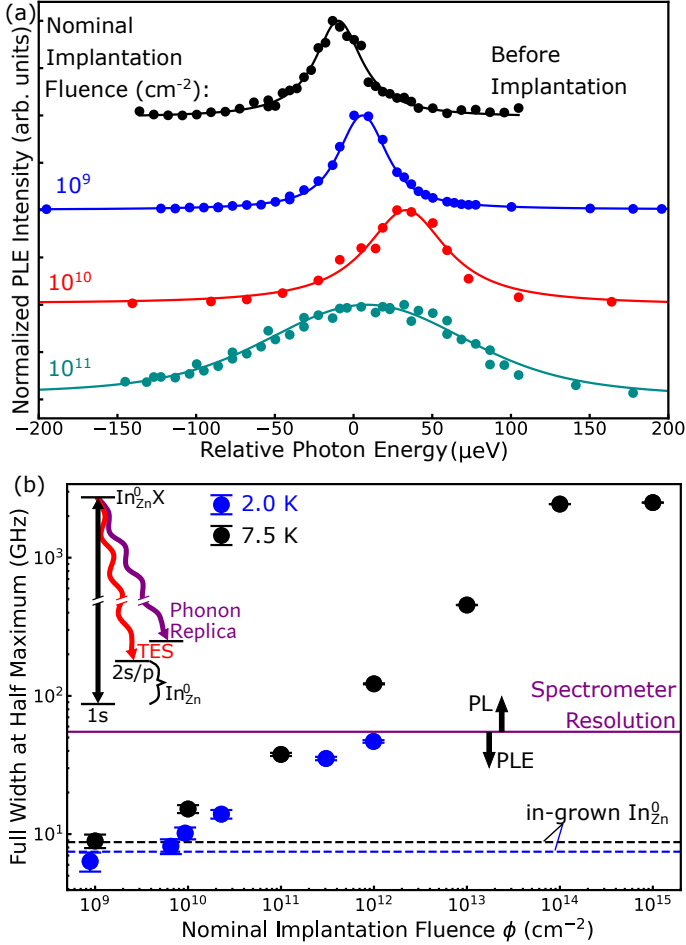 (a)
Nominal
Implantation
Fluence (cm⁻²):
Before
Implantation
10⁹
10¹⁰
10¹¹
Normalized PLE Intensity (arb. units)
−200 −150 −100 −50 0 50 100 150 200
Relative Photon Energy (μeV)
(b)
In⁰ZnX
2.0 K
7.5 K
Phonon
Replica
TES
2s/p
In⁰Zn
1s
Spectrometer
Resolution
PL
PLE
in-grown In⁰Zn
10³
10²
10¹
Full Width at Half Maximum (GHz)
10⁹ 10¹⁰ 10¹¹ 10¹² 10¹³ 10¹⁴ 10¹⁵
Nominal Implantation Fluence ϕ (cm⁻²)